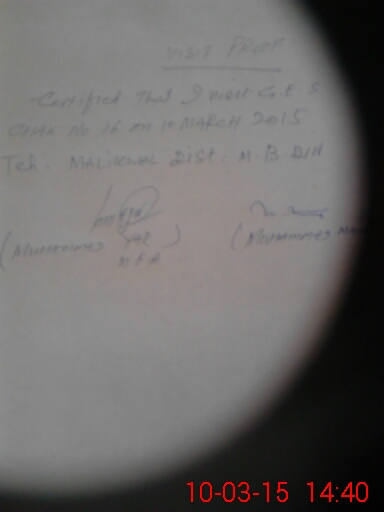 VISIT PROOF
Certified That I visit G.E.S
CHAK No 16 on 10 MARCH 2015
Teh. MALIKWAL Dist: M.B.DIN
(Muhammad
M E A
(Muhammad
10-03-15 14:40